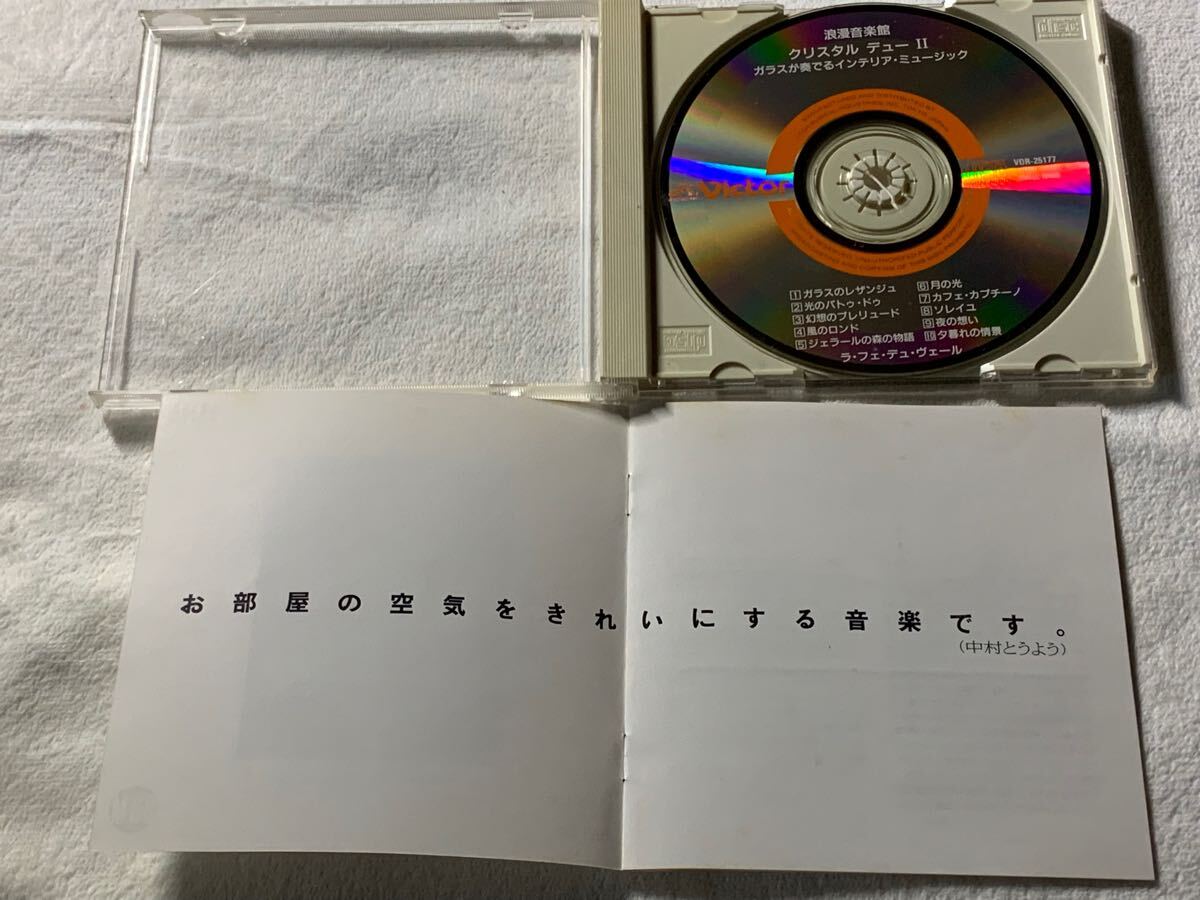 浪漫音楽館
クリスタル デュー II
ガラスが奏でるインテリア・ミュージック
VDR-25177
Victor
1 ガラスのレザンジュ
2 光のパトゥ・ドゥ
3 幻想のプレリュード
4 風のロンド
5 ジェラールの森の物語
6 月の光
7 カフェ・カプチーノ
8 ソレイユ
9 夜の想い
10 夕暮れの情景
ラ・フェ・デュ・ヴェール
お部屋の空気をきれいにする音楽です。
(中村とうよう)